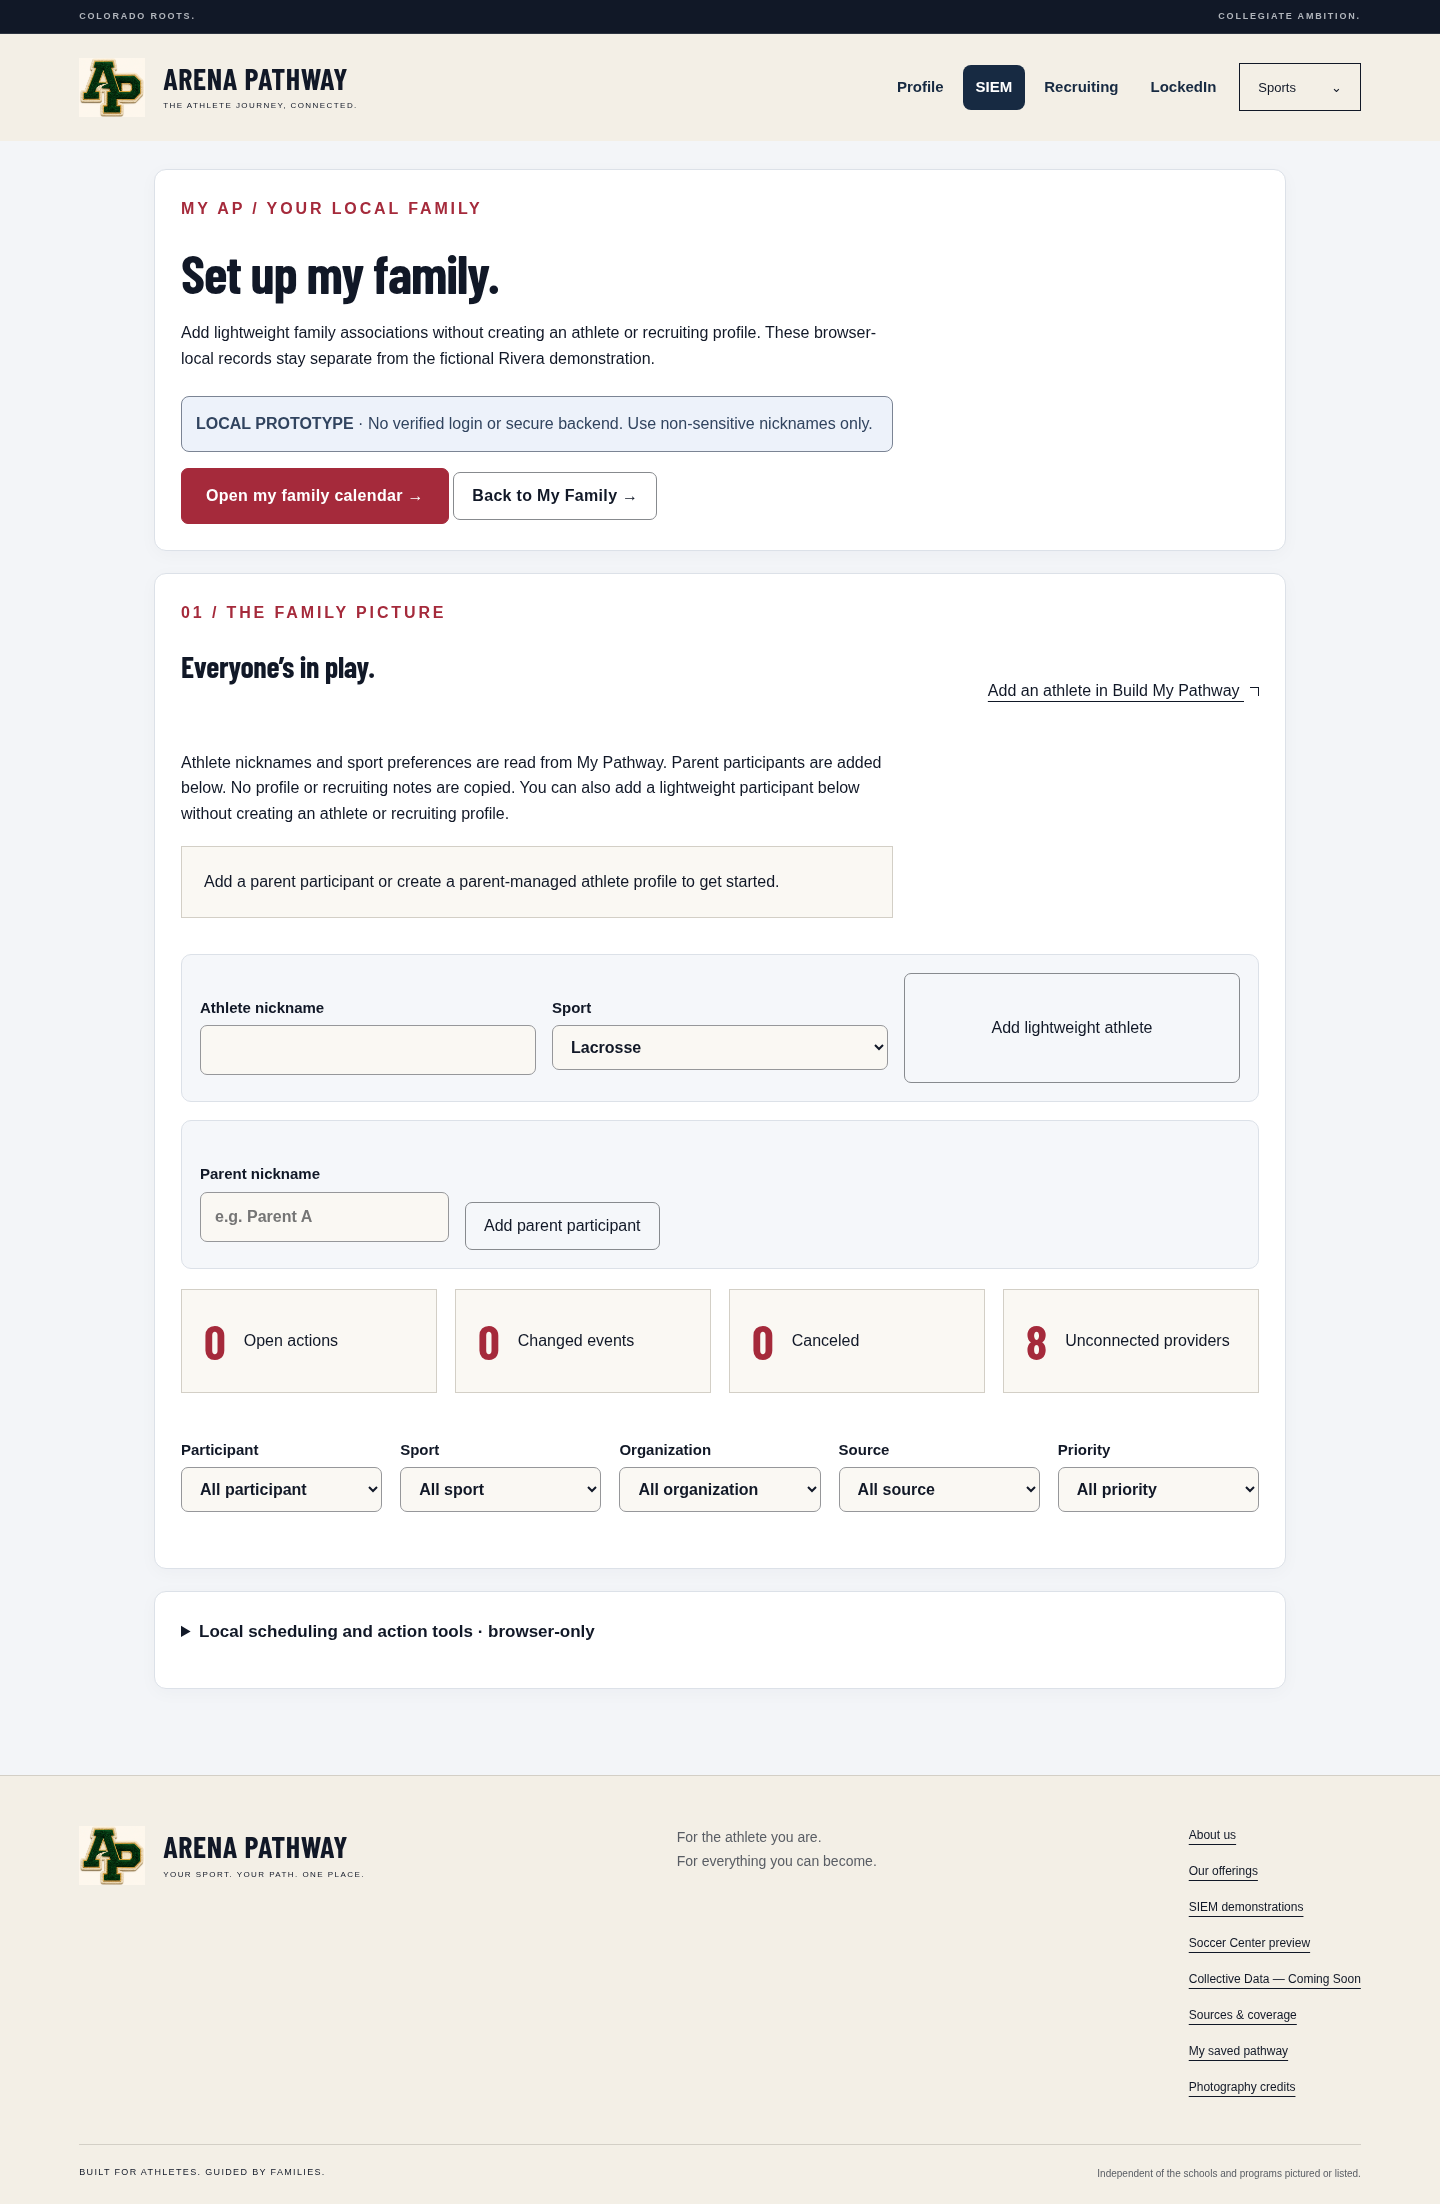 COLORADO ROOTS.
COLLEGIATE AMBITION.
AP
ARENA PATHWAY
THE ATHLETE JOURNEY, CONNECTED.
Profile
SIEM
Recruiting
LockedIn
Sports
MY AP / YOUR LOCAL FAMILY
Set up my family.
Add lightweight family associations without creating an athlete or recruiting profile. These browser-
local records stay separate from the fictional Rivera demonstration.
LOCAL PROTOTYPE · No verified login or secure backend. Use non-sensitive nicknames only.
Open my family calendar →
Back to My Family →
01 / THE FAMILY PICTURE
Everyone’s in play.
Add an athlete in Build My Pathway
Athlete nicknames and sport preferences are read from My Pathway. Parent participants are added
below. No profile or recruiting notes are copied. You can also add a lightweight participant below
without creating an athlete or recruiting profile.
Add a parent participant or create a parent-managed athlete profile to get started.
Athlete nickname
Sport
Lacrosse
Add lightweight athlete
Parent nickname
e.g. Parent A
Add parent participant
0 Open actions
0 Changed events
0 Canceled
8 Unconnected providers
Participant
Sport
Organization
Source
Priority
All participant
All sport
All organization
All source
All priority
Local scheduling and action tools · browser-only
AP
ARENA PATHWAY
YOUR SPORT. YOUR PATH. ONE PLACE.
For the athlete you are.
For everything you can become.
About us
Our offerings
SIEM demonstrations
Soccer Center preview
Collective Data — Coming Soon
Sources & coverage
My saved pathway
Photography credits
BUILT FOR ATHLETES. GUIDED BY FAMILIES.
Independent of the schools and programs pictured or listed.